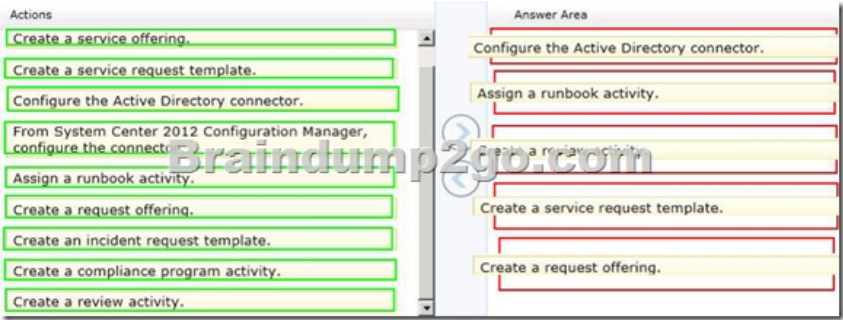 Actions
Create a service offering.
Create a service request template.
Configure the Active Directory connector.
From System Center 2012 Configuration Manager,
configure the connector.
Assign a runbook activity.
Create a request offering.
Create an incident request template.
Create a compliance program activity.
Create a review activity.
Answer Area
Configure the Active Directory connector.
Assign a runbook activity.
Create a review activity.
Create a service request template.
Create a request offering.
Braindump2go.com